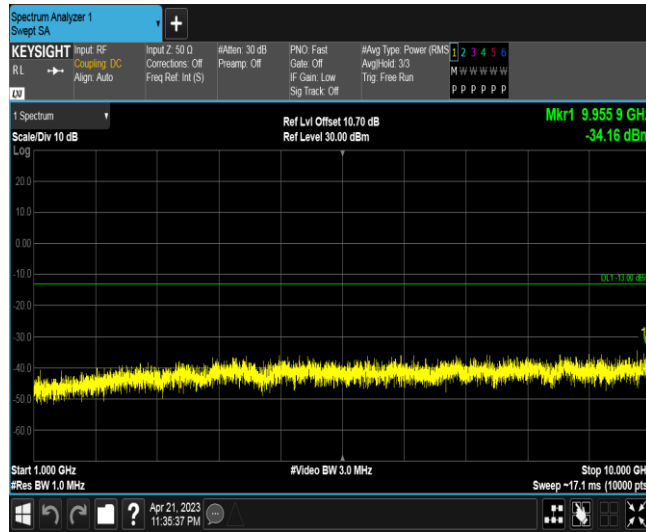 Spectrum Analyzer 1
Swept SA
+
KEYSIGHT
RL
LXI
Input: RF
Coupling: DC
Align: Auto
Input Z: 50 Ω
Corrections: Off
Freq Ref: Int (S)
#Atten: 30 dB
Preamp: Off
PNO: Fast
Gate: Off
IF Gain: Low
Sig Track: Off
#Avg Type: Power (RMS
Avg|Hold: 3/3
Trig: Free Run
1 2 3 4 5 6
M W W W W W
P P P P P P
1 Spectrum
Scale/Div 10 dB
Log
Ref Lvl Offset 10.70 dB
Ref Level 30.00 dBm
Mkr1 9.955 9 GHz
-34.16 dBm
20.0
10.0
0.00
-10.0
DL1 -13.00 dBm
-20.0
-30.0
1
-40.0
-50.0
-60.0
Start 1.000 GHz
#Res BW 1.0 MHz
#Video BW 3.0 MHz
Stop 10.000 GHz
Sweep ~17.1 ms (10000 pts
?
Apr 21, 2023
11:35:37 PM